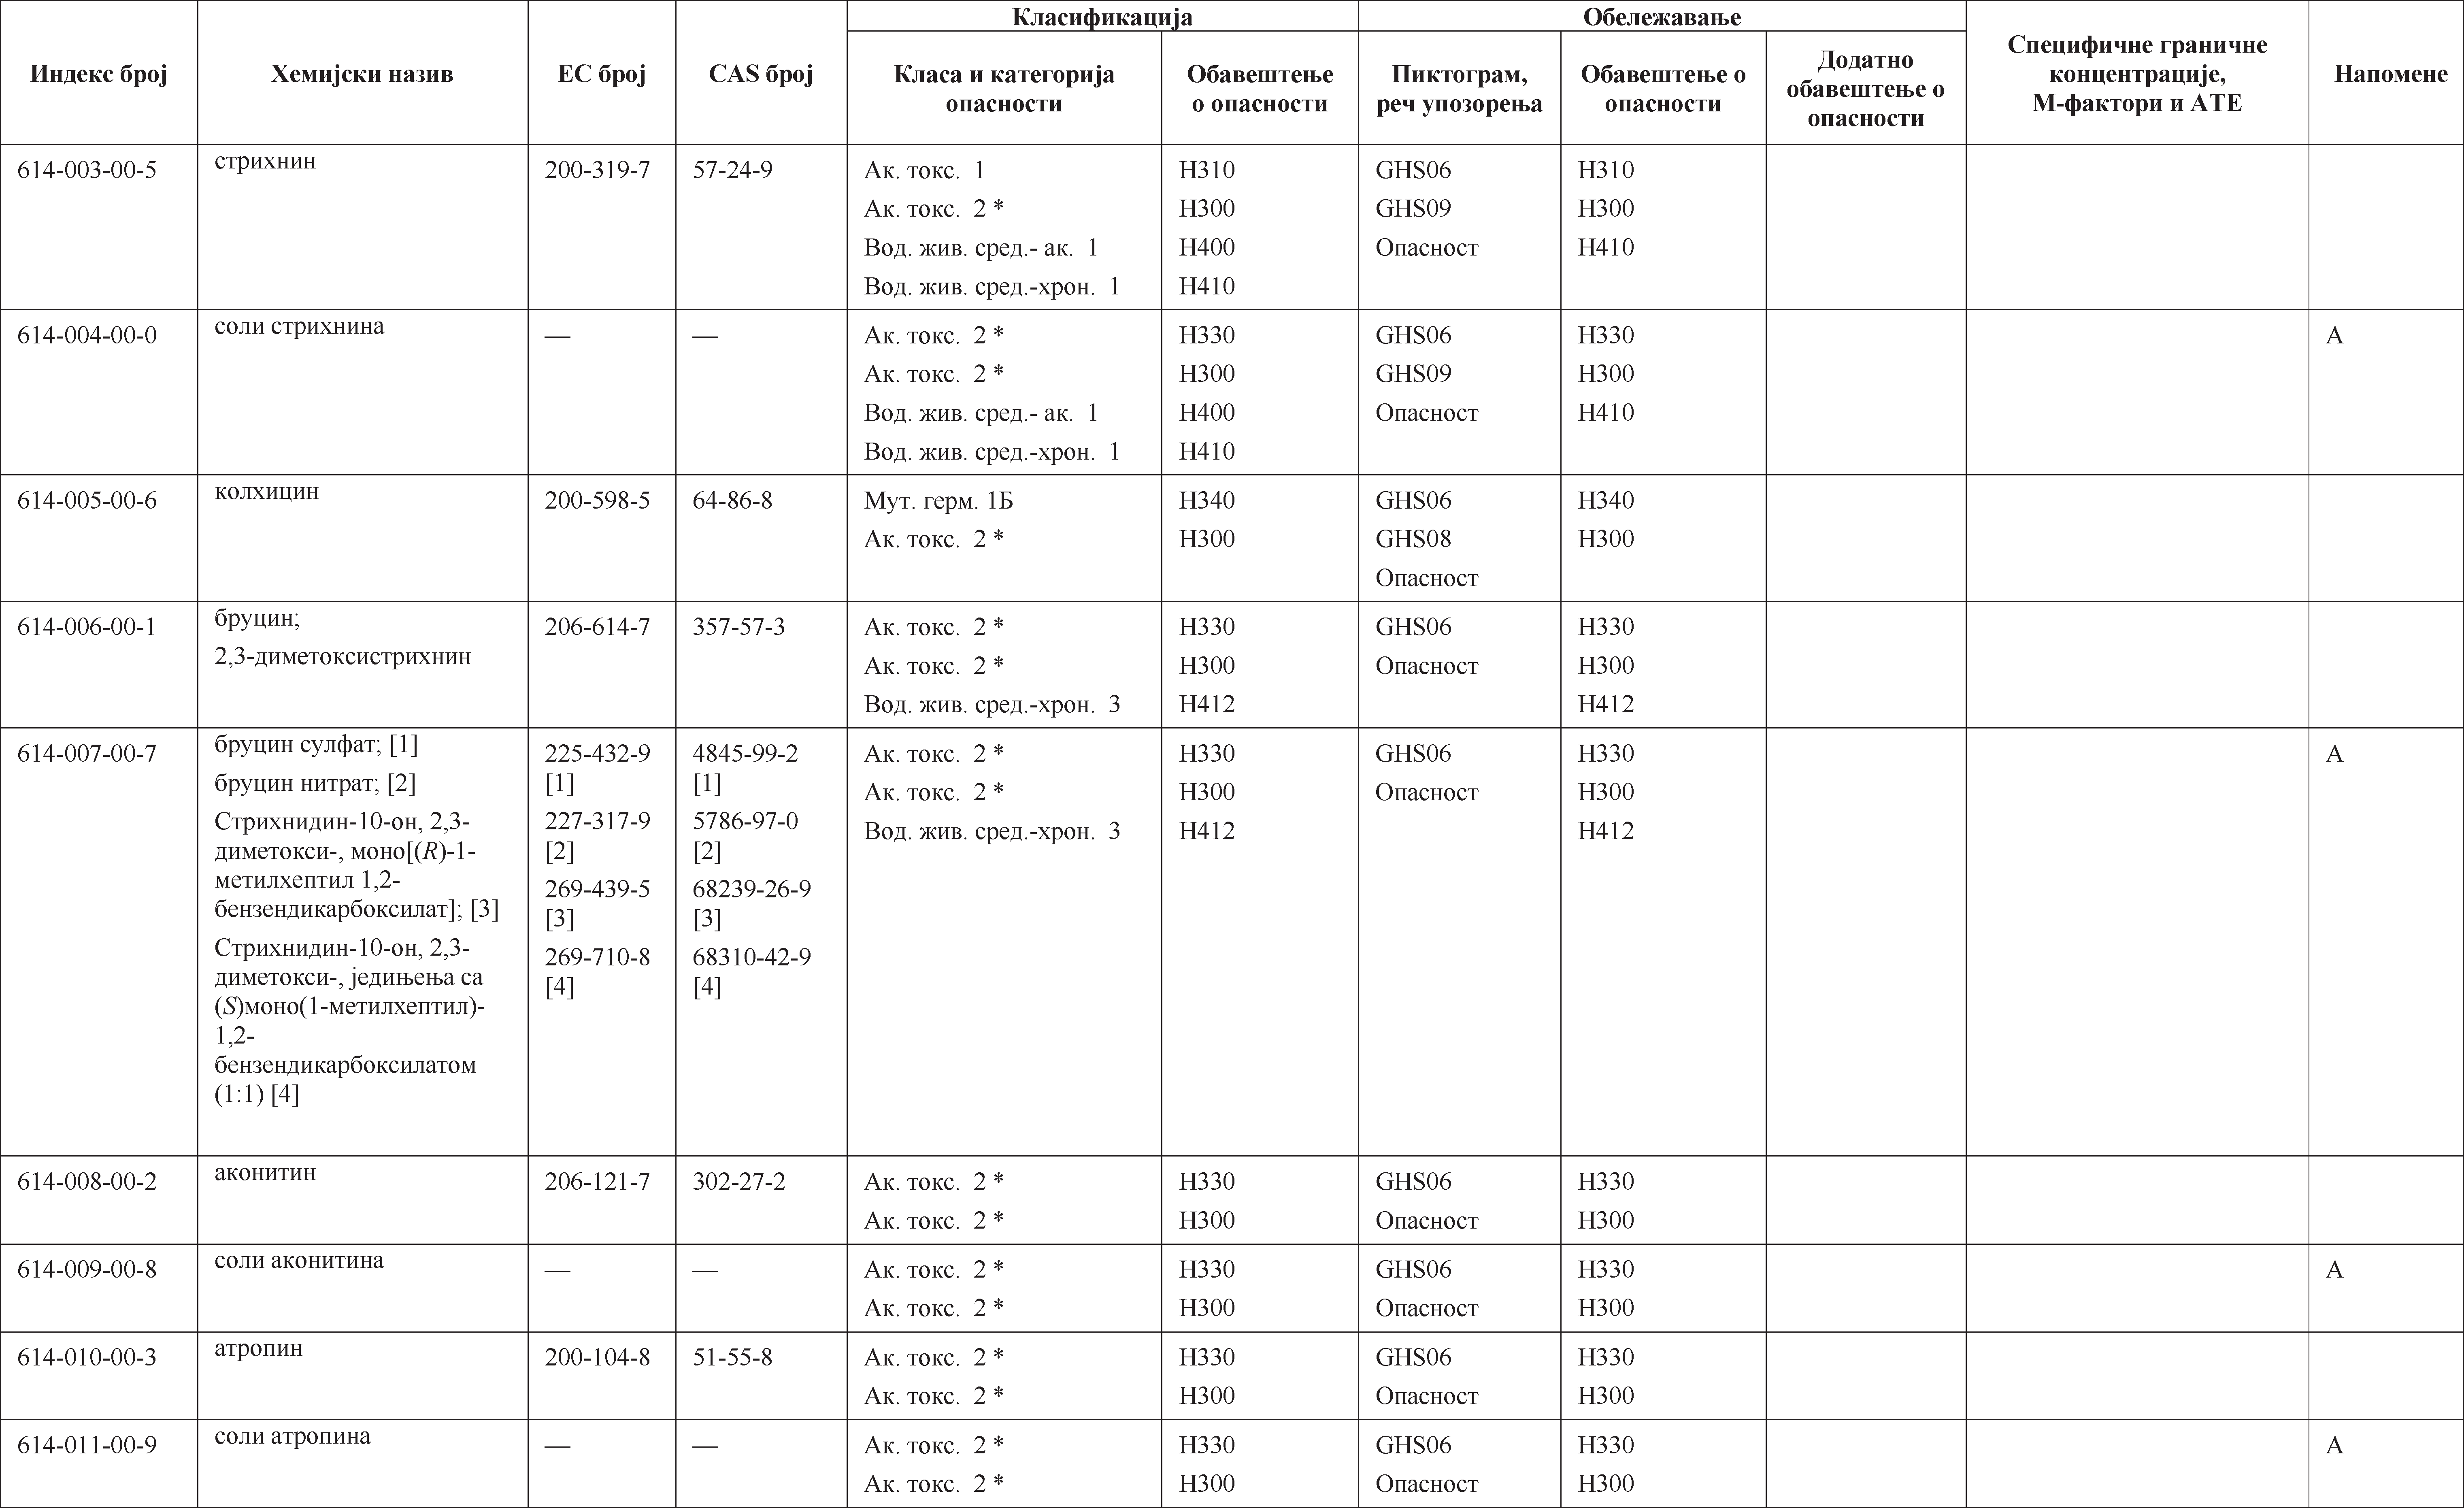 Индекс број
Хемијски назив
ЕС број
CAS број
Класификација
Обележавање
Специфичне граничне
концентрације,
М-фактори и АТЕ
Напомене
Класа и категорија
опасности
Обавештење
о опасности
Пиктограм,
реч упозорења
Обавештење о
опасности
Додатно
обавештење о
опасности
614-003-00-5
стрихнин
200-319-7
57-24-9
Ак. токс. 1
Ак. токс. 2 *
Вод. жив. сред.- ак. 1
Вод. жив. сред.-хрон. 1
H310
H300
H400
H410
GHS06
GHS09
Опасност
H310
H300
H410
614-004-00-0
соли стрихнина
—
—
Ак. токс. 2 *
Ак. токс. 2 *
Вод. жив. сред.- ак. 1
Вод. жив. сред.-хрон. 1
H330
H300
H400
H410
GHS06
GHS09
Опасност
H330
H300
H410
A
614-005-00-6
колхицин
200-598-5
64-86-8
Мут. герм. 1Б
Ак. токс. 2 *
H340
H300
GHS06
GHS08
Опасност
H340
H300
614-006-00-1
бруцин;
2,3-диметоксистрихнин
206-614-7
357-57-3
Ак. токс. 2 *
Ак. токс. 2 *
Вод. жив. сред.-хрон. 3
H330
H300
H412
GHS06
Опасност
H330
H300
H412
614-007-00-7
бруцин сулфат; [1]
бруцин нитрат; [2]
Стрихнидин-10-он, 2,3-
диметокси-, моно[(R)-1-
метилхептил 1,2-
бензендикарбоксилат]; [3]
Стрихнидин-10-он, 2,3-
диметокси-, једињења са
(S)моно(1-метилхептил)-
1,2-
бензендикарбоксилатом
(1:1) [4]
225-432-9
[1]
227-317-9
[2]
269-439-5
[3]
269-710-8
[4]
4845-99-2
[1]
5786-97-0
[2]
68239-26-9
[3]
68310-42-9
[4]
Ак. токс. 2 *
Ак. токс. 2 *
Вод. жив. сред.-хрон. 3
H330
H300
H412
GHS06
Опасност
H330
H300
H412
A
614-008-00-2
аконитин
206-121-7
302-27-2
Ак. токс. 2 *
Ак. токс. 2 *
H330
H300
GHS06
Опасност
H330
H300
614-009-00-8
соли аконитина
—
—
Ак. токс. 2 *
Ак. токс. 2 *
H330
H300
GHS06
Опасност
H330
H300
A
614-010-00-3
атропин
200-104-8
51-55-8
Ак. токс. 2 *
Ак. токс. 2 *
H330
H300
GHS06
Опасност
H330
H300
614-011-00-9
соли атропина
—
—
Ак. токс. 2 *
Ак. токс. 2 *
H330
H300
GHS06
Опасност
H330
H300
A